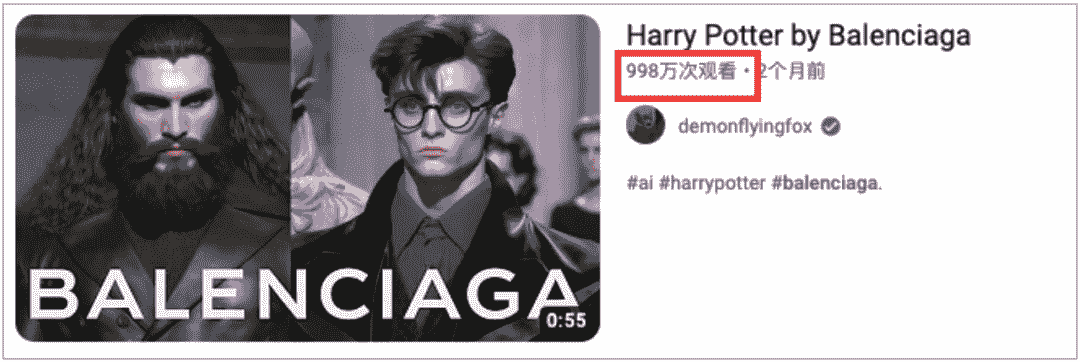 BALENCIAGA
0:55
Harry Potter by Balenciaga
998万次观看・2个月前
demonflyingfox
#ai #harrypotter #balenciaga.